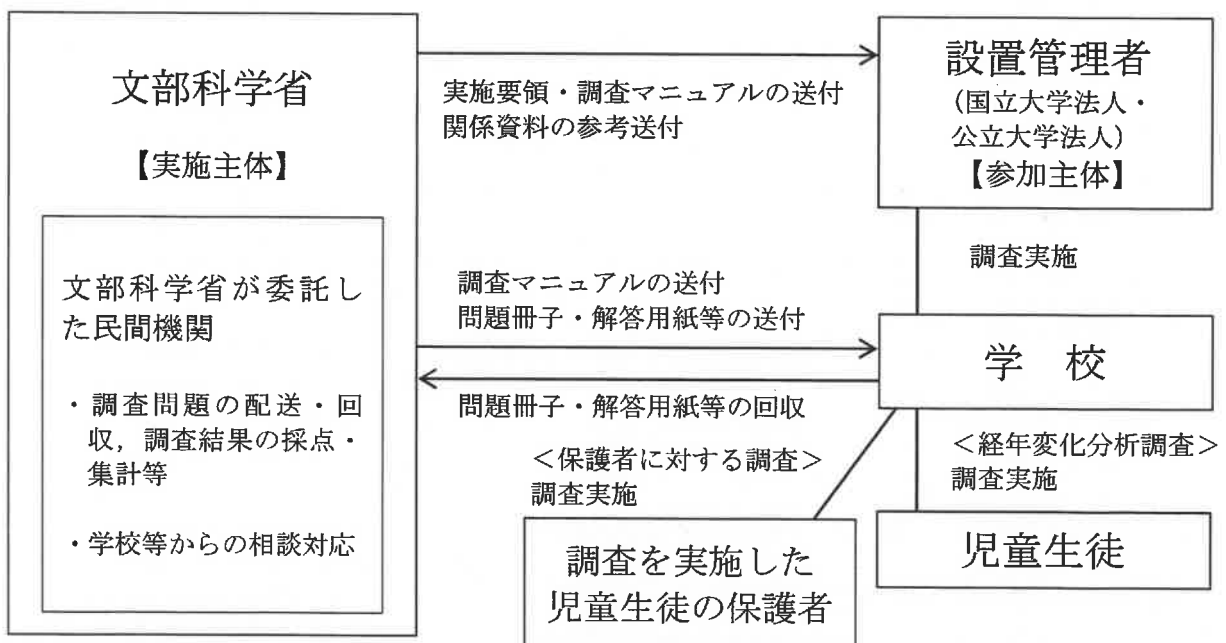 文部科学省
【実施主体】
文部科学省が委託し
た民間機関
・調査問題の配送・回
収,調査結果の採点・
集計等
・学校等からの相談対応
実施要領・調査マニュアルの送付
関係資料の参考送付
設置管理者
(国立大学法人・
公立大学法人)
【参加主体】
調査実施
調査マニュアルの送付
問題冊子・解答用紙等の送付
学 校
問題冊子・解答用紙等の回収
<保護者に対する調査>
調査実施
<経年変化分析調査>
調査実施
調査を実施した
児童生徒の保護者
児童生徒